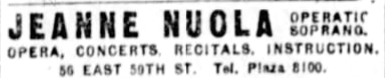 JEANNE NUOLA OPERATIC SOPRANO.
OPERA, CONCERTS, RECITALS, INSTRUCTION.
56 EAST 59TH ST. Tel. Plaza 8100.